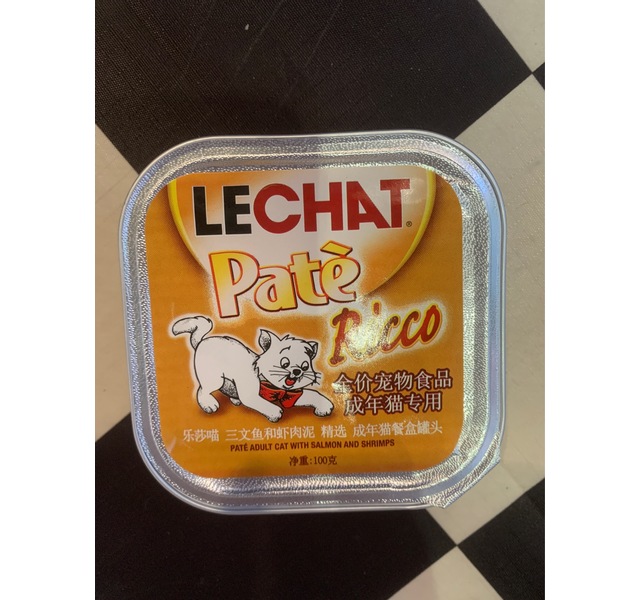 LECHAT®
Patè
Ricco
全价宠物食品
成年猫专用
乐莎喵 三文鱼和虾肉泥 精选 成年猫餐盒罐头
PATÉ ADULT CAT WITH SALMON AND SHRIMPS
净重:100克